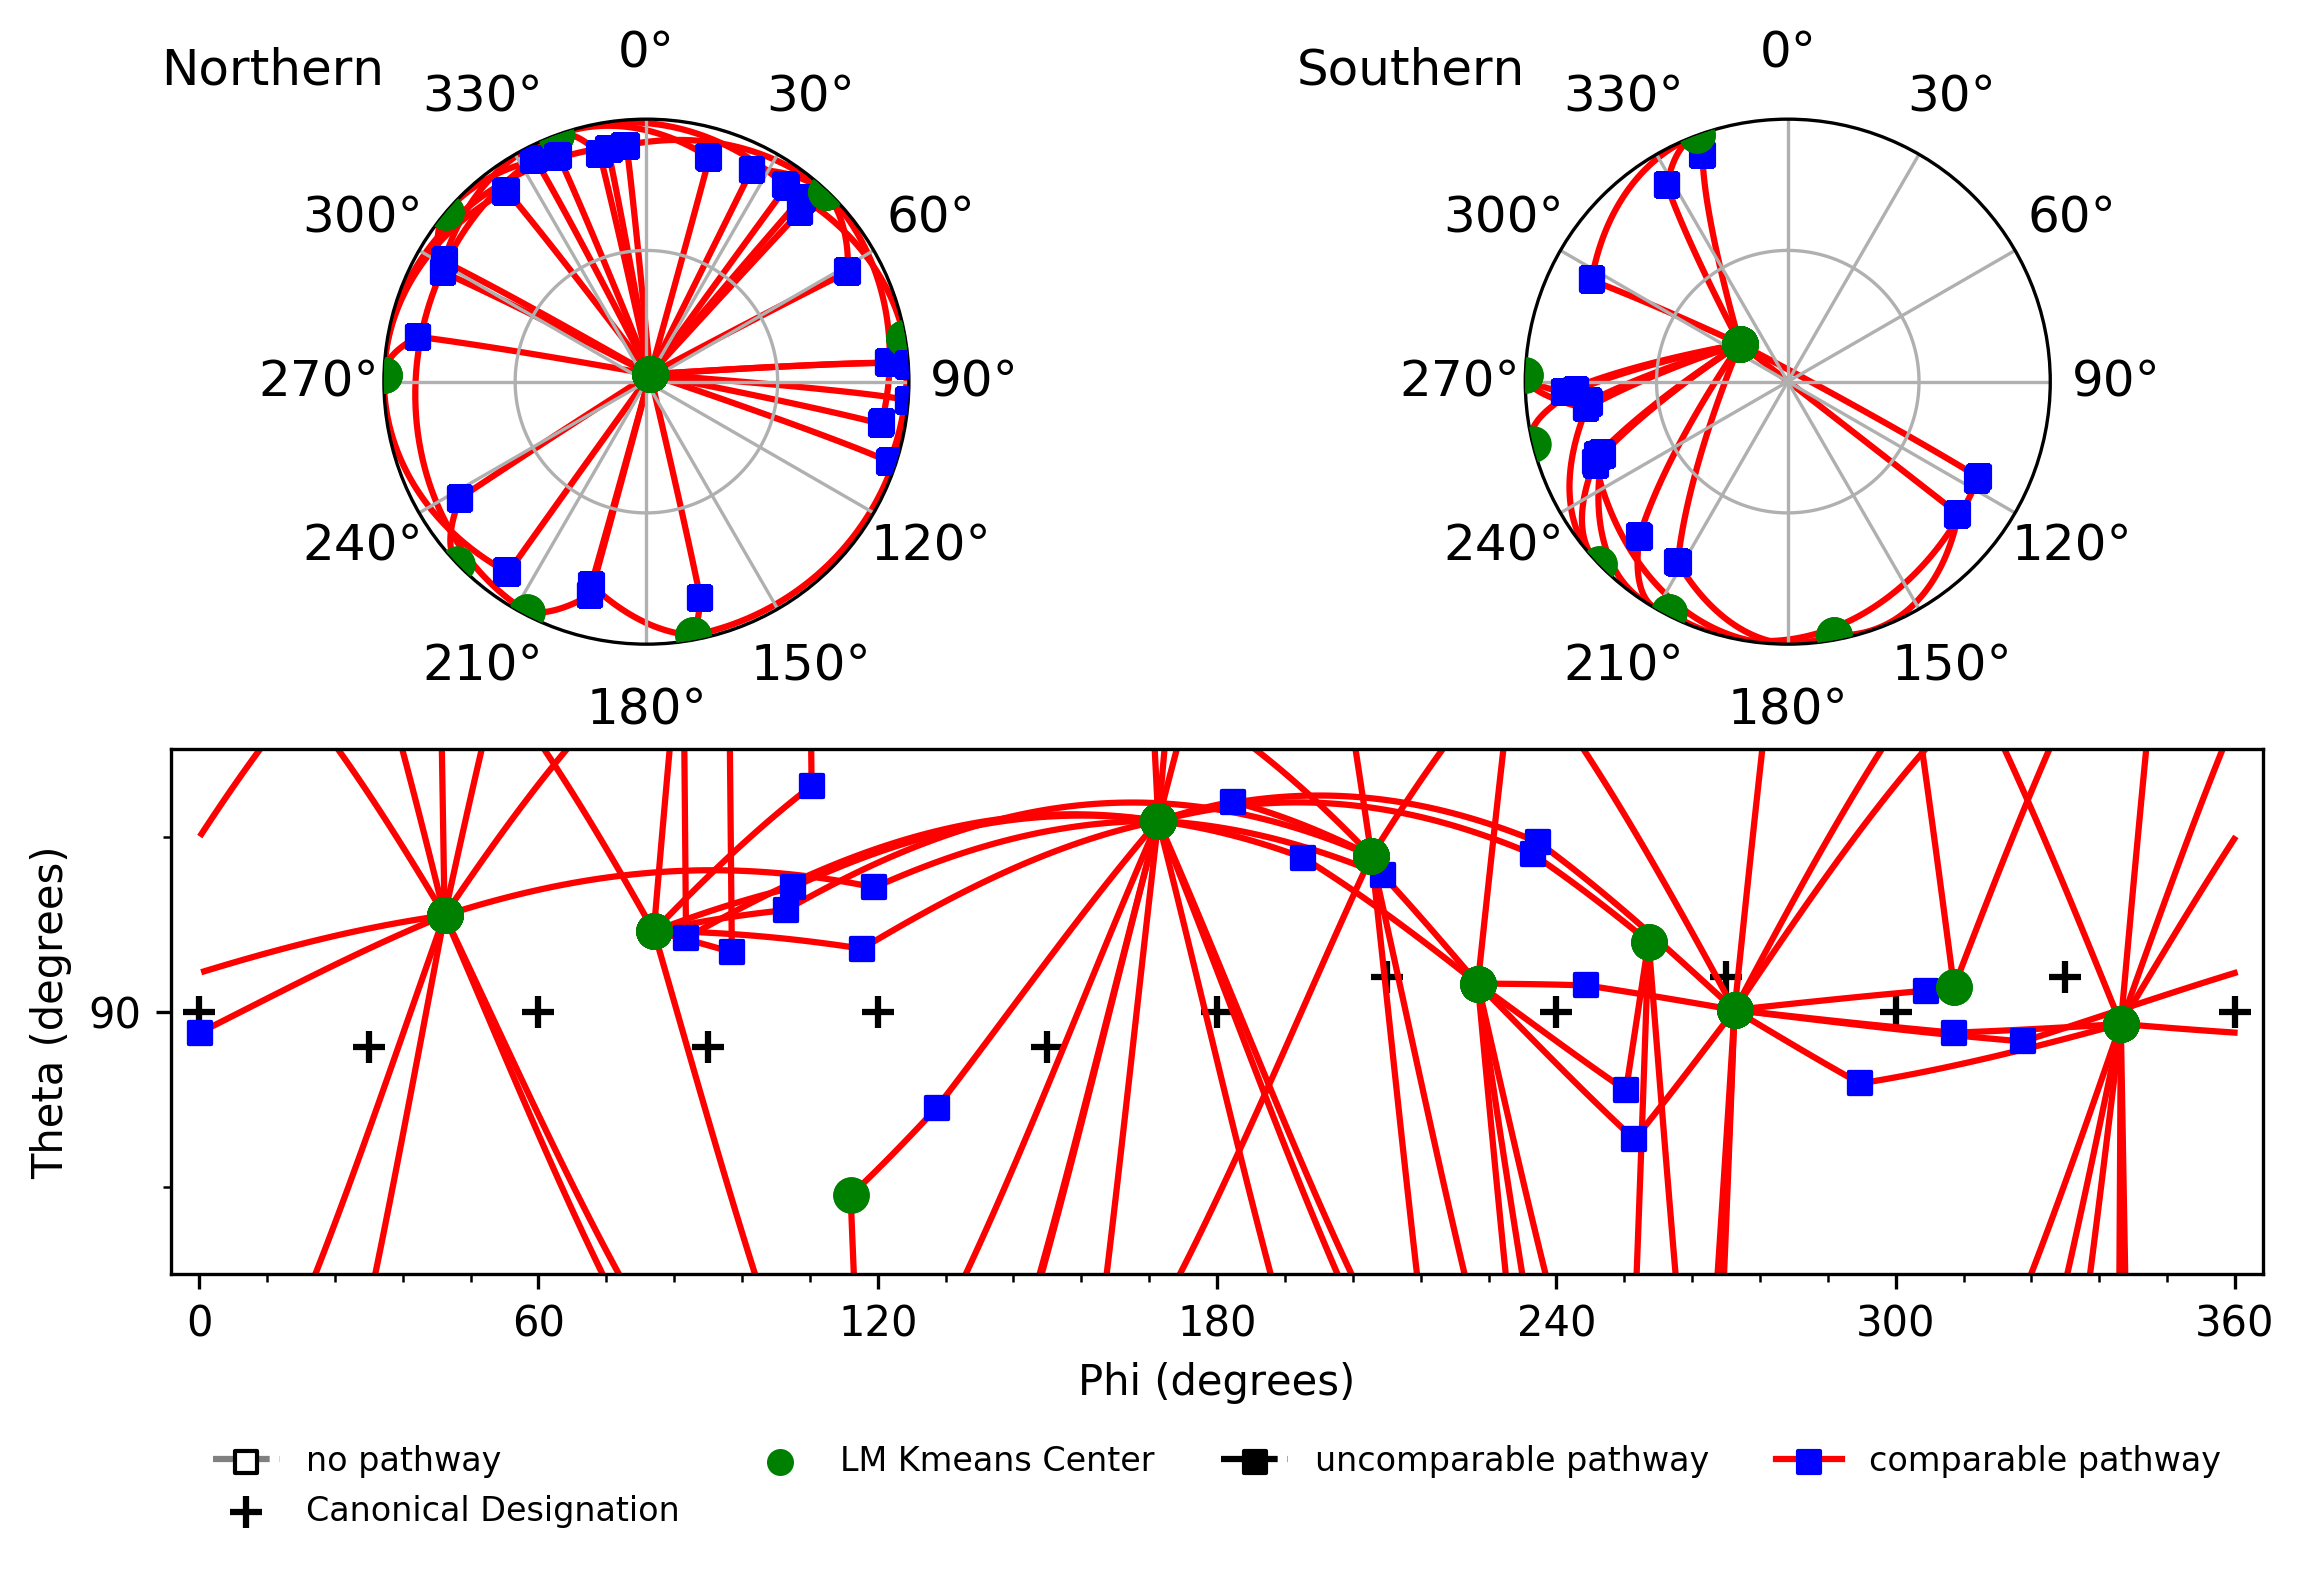 Northern
0°
30°
60°
90°
120°
150°
180°
210°
240°
270°
300°
330°
Southern
0°
30°
60°
90°
120°
150°
180°
210°
240°
270°
300°
330°
Theta (degrees)
90
0 60 120 180 240 300 360
Phi (degrees)
no pathway
Canonical Designation
LM Kmeans Center
uncomparable pathway
comparable pathway